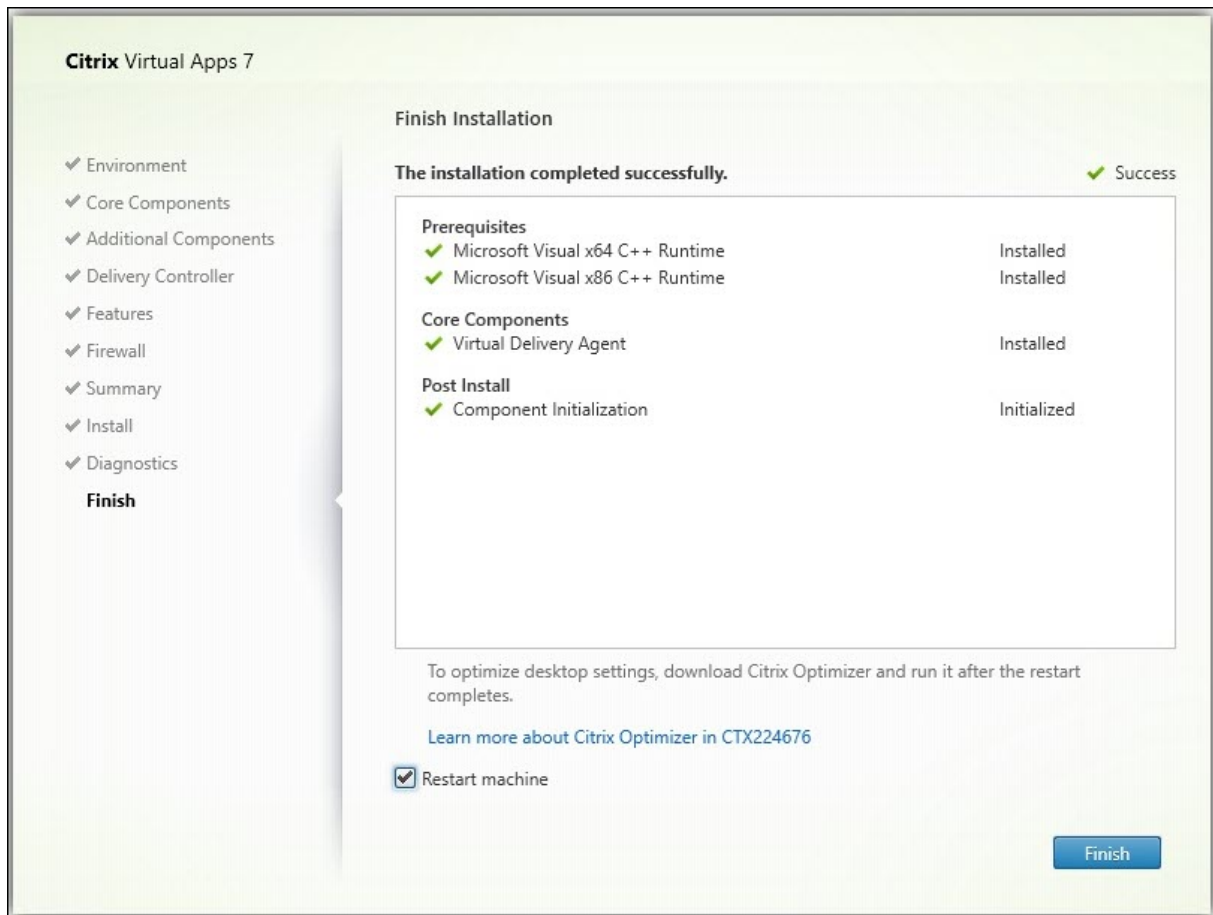 Citrix Virtual Apps 7
Environment
Core Components
Additional Components
Delivery Controller
Features
Firewall
Summary
Install
Diagnostics
Finish
Finish Installation
The installation completed successfully.
Success
Prerequisites
Microsoft Visual x64 C++ Runtime Installed
Microsoft Visual x86 C++ Runtime Installed
Core Components
Virtual Delivery Agent Installed
Post Install
Component Initialization Initialized
To optimize desktop settings, download Citrix Optimizer and run it after the restart
completes.
Learn more about Citrix Optimizer in CTX224676
Restart machine
Finish